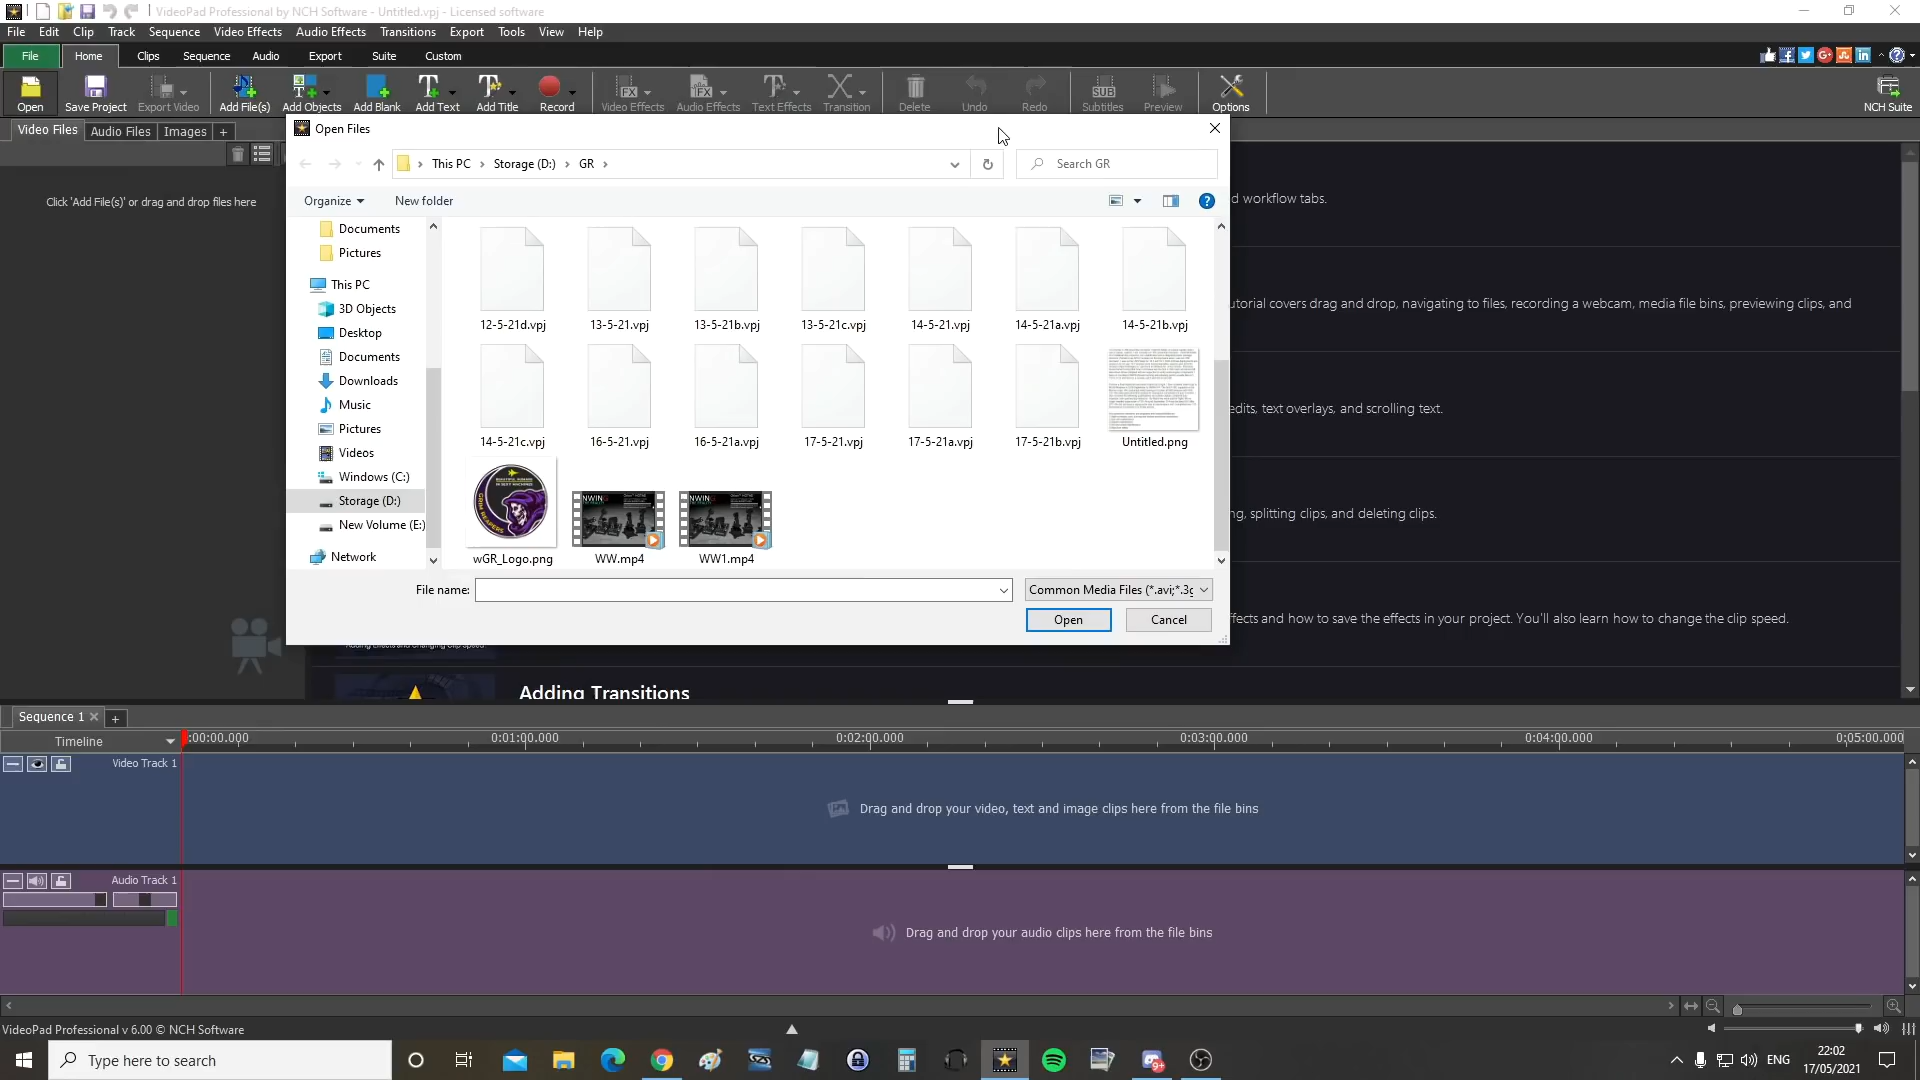 VideoPad Professional by NCH Software - Untitled.vpj - Licensed software
File Edit Clip Track Sequence Video Effects Audio Effects Transitions Export Tools View Help
File Home Clips Sequence Audio Export Suite Custom
Open Save Project Export Video Add File(s) Add Objects Add Blank Add Text Add Title Record Video Effects Audio Effects Text Effects Transition Delete Undo Redo Subtitles Preview Options NCH Suite
Video Files Audio Files Images +
Click 'Add File(s)' or drag and drop files here
Open Files
This PC › Storage (D:) › GR ›
Search GR
Organize New folder
Documents
Pictures
This PC
3D Objects
Desktop
Documents
Downloads
Music
Pictures
Videos
Windows (C:)
Storage (D:)
New Volume (E:)
Network
12-5-21d.vpj 13-5-21.vpj 13-5-21b.vpj 13-5-21c.vpj 14-5-21.vpj 14-5-21a.vpj 14-5-21b.vpj
14-5-21c.vpj 16-5-21.vpj 16-5-21a.vpj 17-5-21.vpj 17-5-21a.vpj 17-5-21b.vpj Untitled.png
wGR_Logo.png WW.mp4 WW1.mp4
File name:
Common Media Files (*.avi;*.3g
Open Cancel
d workflow tabs.
utorial covers drag and drop, navigating to files, recording a webcam, media file bins, previewing clips, and
edits, text overlays, and scrolling text.
ng, splitting clips, and deleting clips.
ffects and how to save the effects in your project. You'll also learn how to change the clip speed.
Adding Transitions
Sequence 1 +
Timeline
:00:00.000 0:01:00.000 0:02:00.000 0:03:00.000 0:04:00.000 0:05:00.000
Video Track 1
Drag and drop your video, text and image clips here from the file bins
Audio Track 1
Drag and drop your audio clips here from the file bins
VideoPad Professional v 6.00 © NCH Software
Type here to search
ENG
22:02
17/05/2021